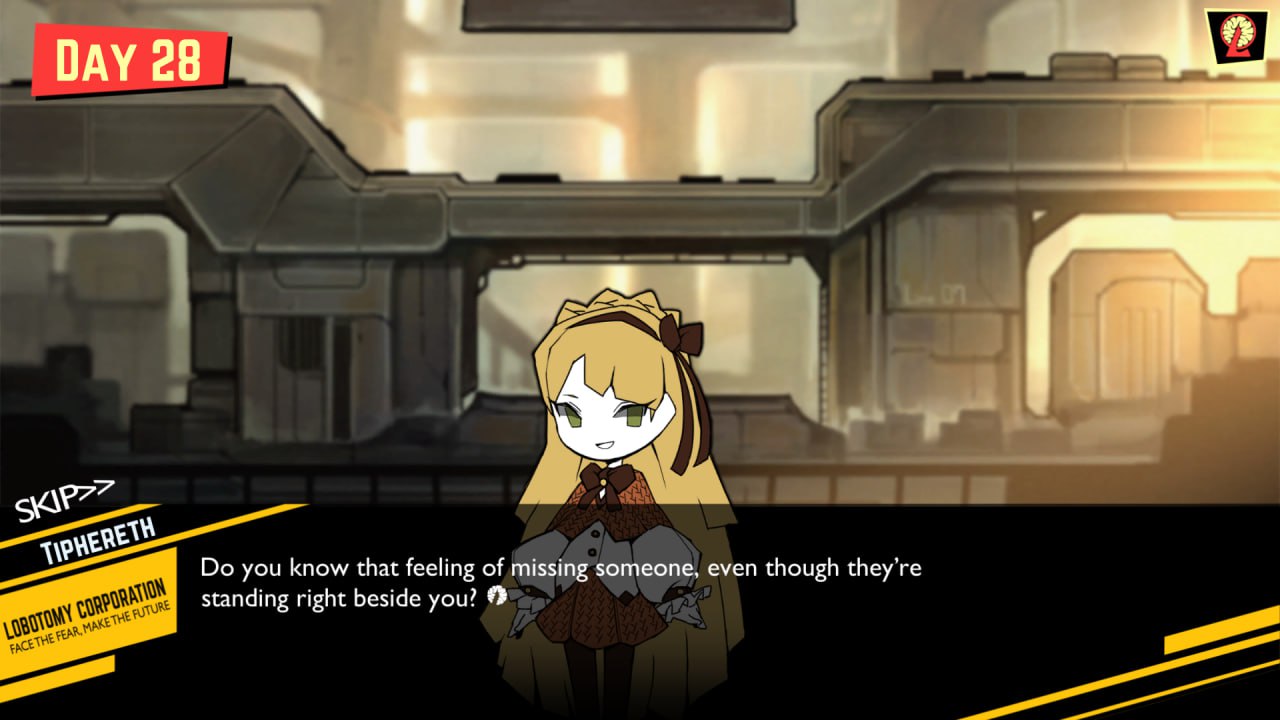 DAY 28
SKIP>>
TIPHERETH
LOBOTOMY CORPORATION
FACE THE FEAR, MAKE THE FUTURE
Do you know that feeling of missing someone, even though they’re
standing right beside you?